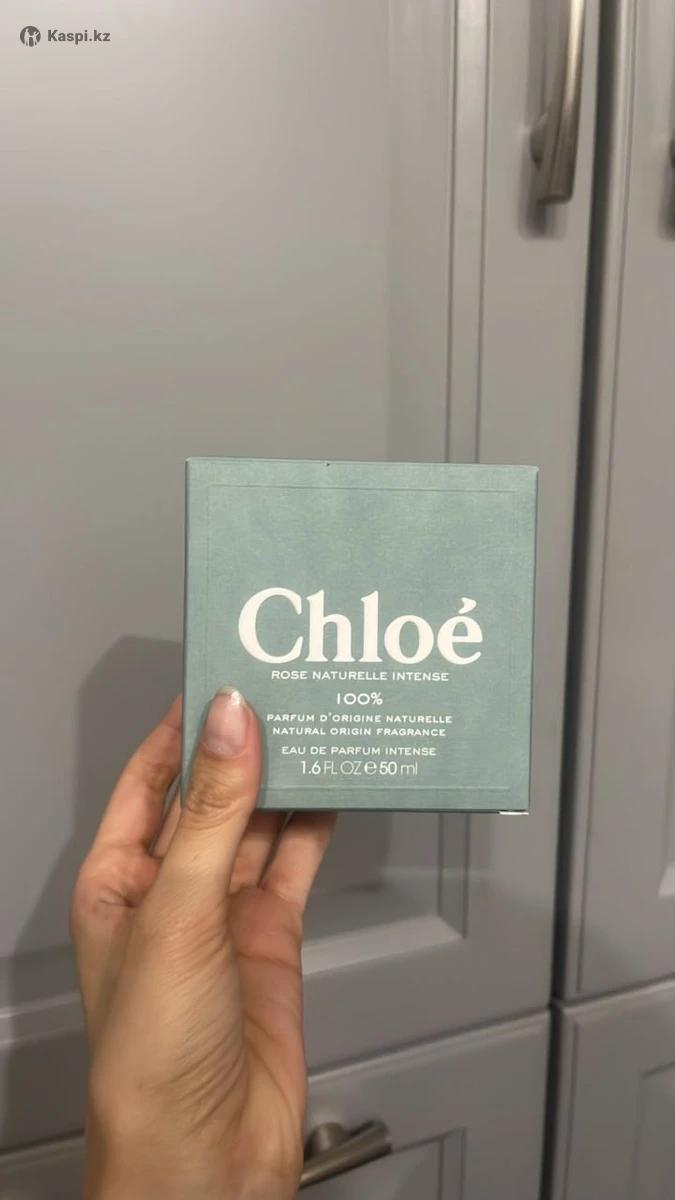 Kaspi.kz
Chloé
ROSE NATURELLE INTENSE
100%
PARFUM D'ORIGINE NATURELLE
NATURAL ORIGIN FRAGRANCE
EAU DE PARFUM INTENSE
1.6 FL OZ ℮ 50 ml